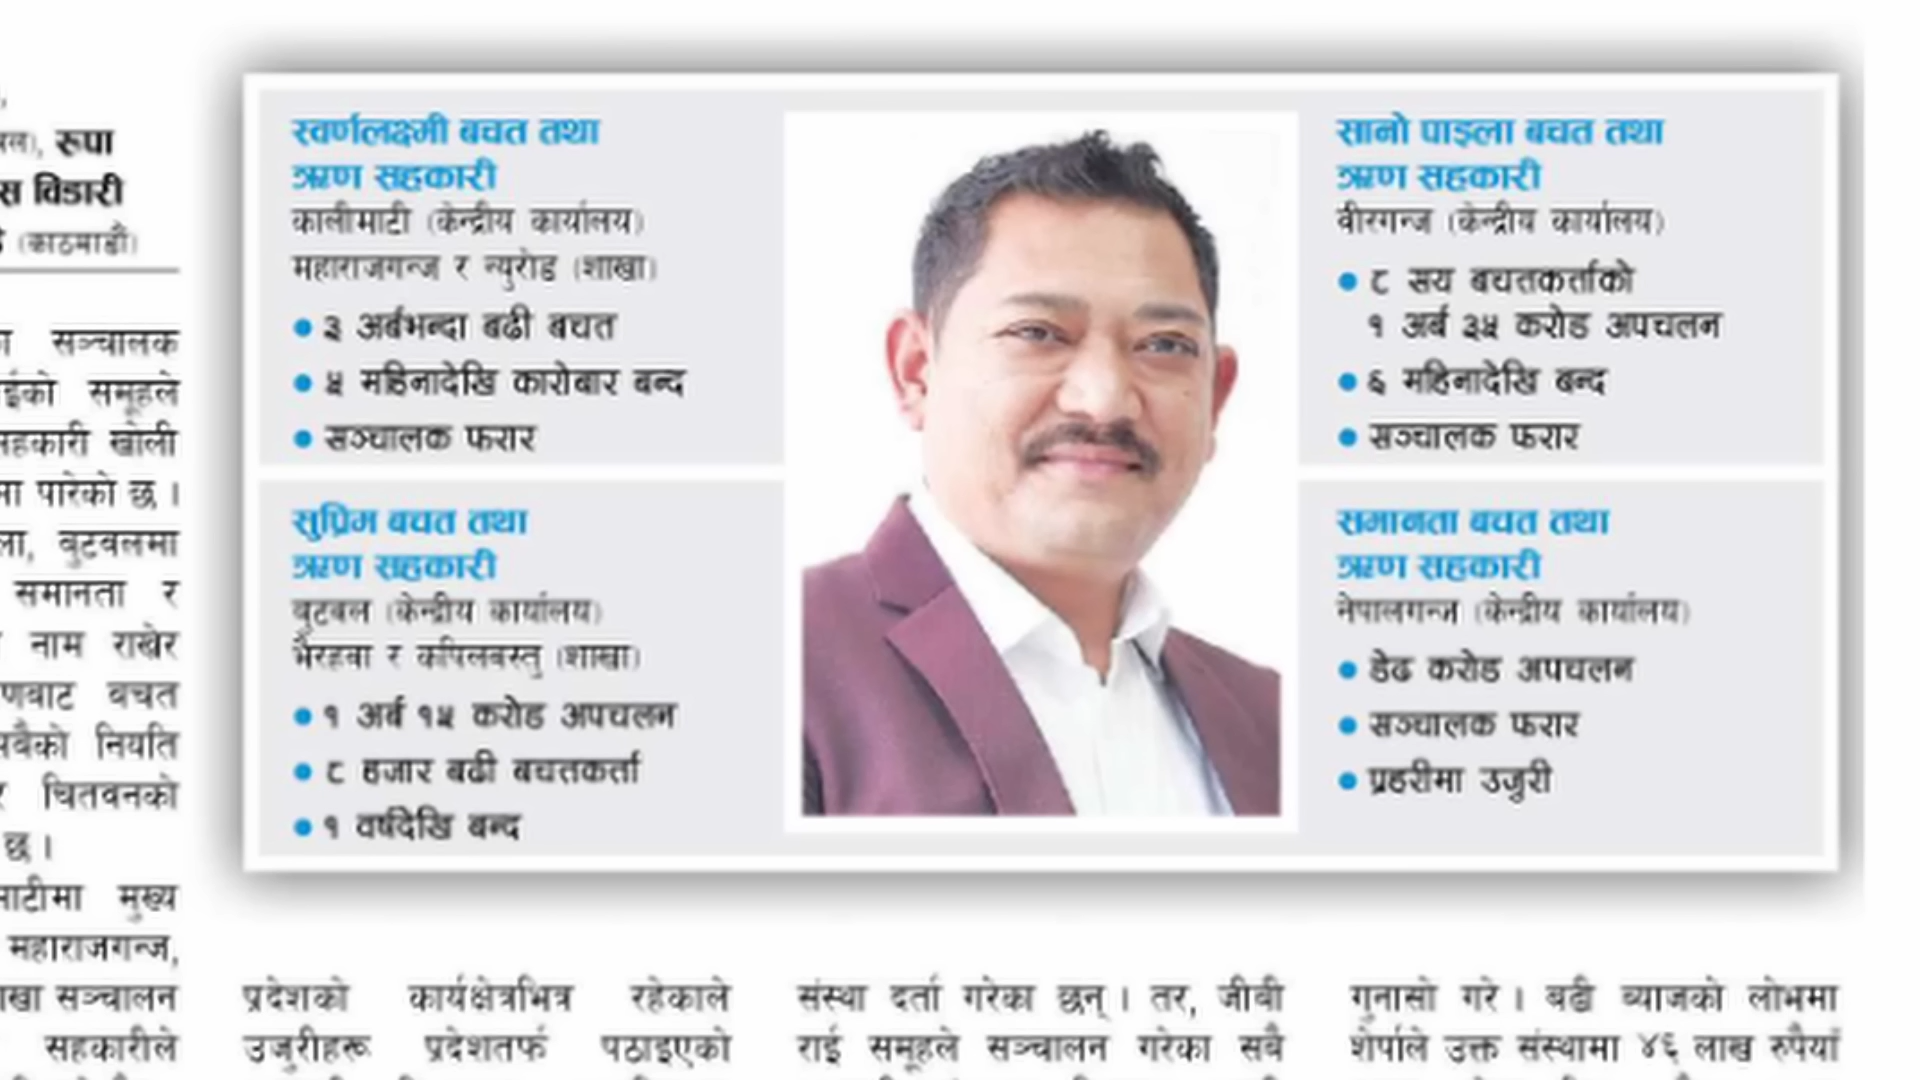 रूपा
स विडारी
(काठमाडौं)
सञ्चालक
ईको समूहले
सहकारी खोली
मा पारेको छ ।
ला, बुटवलमा
समानता र
नाम राखेर
णबाट बचत
सबैको नियति
र चितवनको
छ ।
माटीमा मुख्य
महाराजगन्ज,
सञ्चालन
सहकारीले
स्वर्णलक्ष्मी बचत तथा
ऋण सहकारी
कालीमाटी (केन्द्रीय कार्यालय)
महाराजगन्ज र न्युरोड (शाखा)
• ३ अर्बभन्दा बढी बचत
• ५ महिनादेखि कारोबार बन्द
• सञ्चालक फरार
सुप्रिम बचत तथा
ऋण सहकारी
बुटवल (केन्द्रीय कार्यालय)
भैरहवा र कपिलवस्तु (शाखा)
• १ अर्ब १५ करोड अपचलन
• ८ हजार बढी बचतकर्ता
• १ वर्षदेखि बन्द
सानो पाइला बचत तथा
ऋण सहकारी
वीरगन्ज (केन्द्रीय कार्यालय)
• ८ सय बचतकर्ताको
१ अर्ब ३५ करोड अपचलन
• ६ महिनादेखि बन्द
• सञ्चालक फरार
समानता बचत तथा
ऋण सहकारी
नेपालगन्ज (केन्द्रीय कार्यालय)
• डेढ करोड अपचलन
• सञ्चालक फरार
• प्रहरीमा उजुरी
प्रदेशको कार्यक्षेत्रभित्र रहेकाले
उजुरीहरू प्रदेशतर्फ पठाइएको
संस्था दर्ता गरेका छन् । तर, जीबी
राई समूहले सञ्चालन गरेका सबै
गुनासो गरे । बढी ब्याजको लोभमा
शेर्पाले उक्त संस्थामा ४६ लाख रुपैयाँ